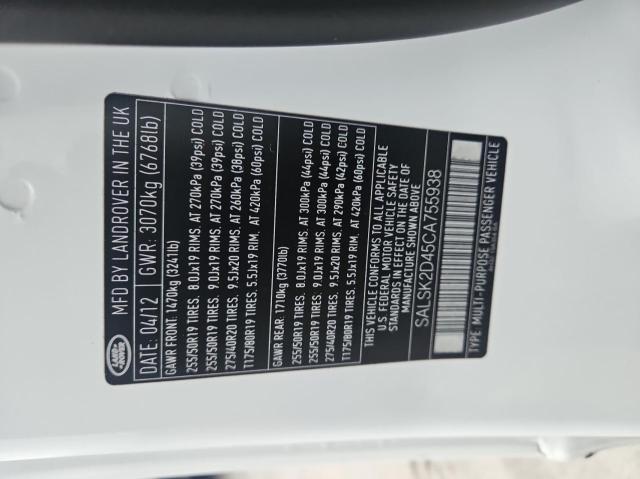 LAND ROVER
MFD BY LANDROVER IN THE UK
DATE: 04/12 GWR: 3070kg (6768lb)
GAWR FRONT: 1470kg (3241lb)
255/50R19 TIRES. 8.0Jx19 RIMS. AT 270kPa (39psi) COLD
255/50R19 TIRES. 9.0Jx19 RIMS. AT 270kPa (39psi) COLD
275/40R20 TIRES. 9.5Jx20 RIMS. AT 260kPa (38psi) COLD
T175/80R19 TIRES. 5.5Jx19 RIM. AT 420kPa (60psi) COLD
GAWR REAR: 1710kg (3770lb)
255/50R19 TIRES. 8.0Jx19 RIMS. AT 300kPa (44psi) COLD
255/50R19 TIRES. 9.0Jx19 RIMS. AT 300kPa (44psi) COLD
275/40R20 TIRES. 9.5Jx20 RIMS. AT 290kPa (42psi) COLD
T175/80R19 TIRES. 5.5Jx19 RIM. AT 420kPa (60psi) COLD
THIS VEHICLE CONFORMS TO ALL APPLICABLE
U.S. FEDERAL MOTOR VEHICLE SAFETY
STANDARDS IN EFFECT ON THE DATE OF
MANUFACTURE SHOWN ABOVE
SALSK2D45CA755938
TYPE: MULTI-PURPOSE PASSENGER VEHICLE